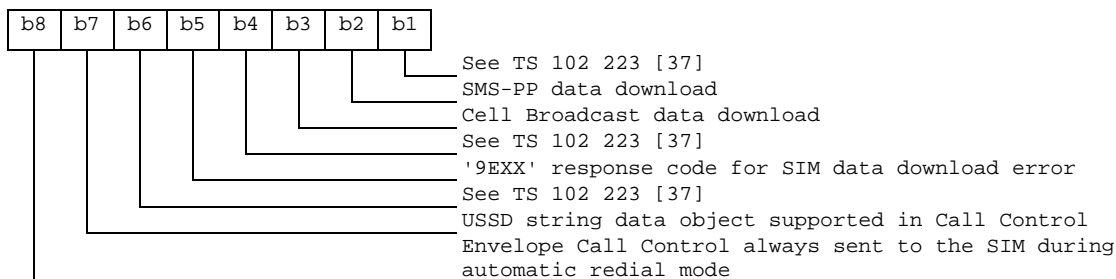 b8 b7 b6 b5 b4 b3 b2 b1
See TS 102 223 [37]
SMS-PP data download
Cell Broadcast data download
See TS 102 223 [37]
'9EXX' response code for SIM data download error
See TS 102 223 [37]
USSD string data object supported in Call Control
Envelope Call Control always sent to the SIM during
automatic redial mode